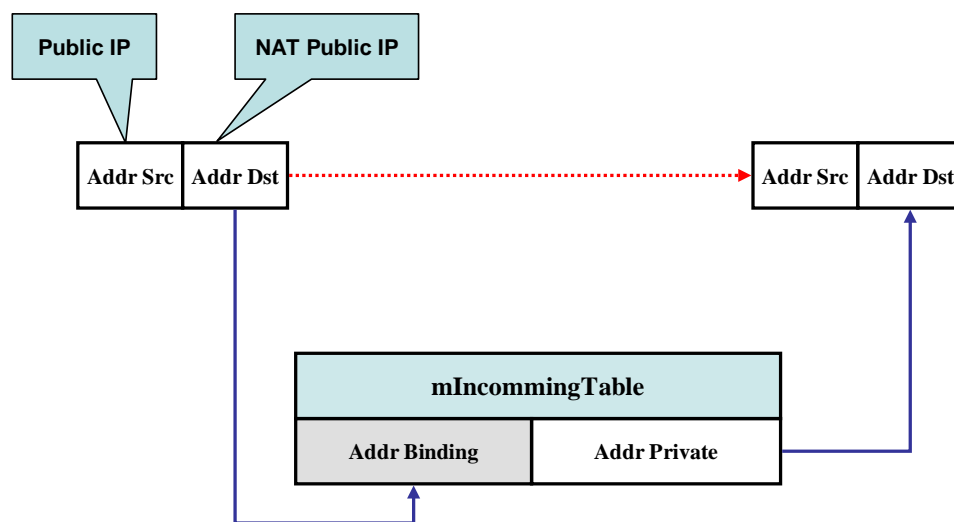 Public IP
NAT Public IP
Addr Src
Addr Dst
Addr Src
Addr Dst
mIncommingTable
Addr Binding
Addr Private